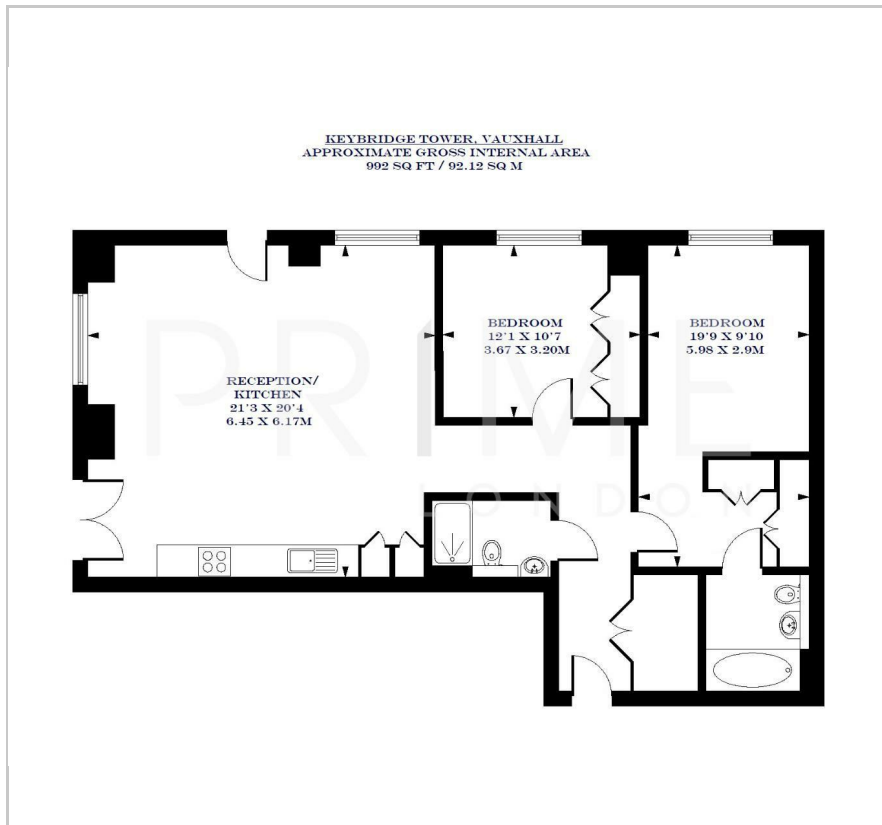 KEYBRIDGE TOWER, VAUXHALL
APPROXIMATE GROSS INTERNAL AREA
992 SQ FT / 92.12 SQ M
BEDROOM
12'1 X 10'7
3.67 X 3.20M
BEDROOM
19'9 X 9'10
5.98 X 2.9M
RECEPTION/
KITCHEN
21'3 X 20'4
6.45 X 6.17M
PRIME
LONDON